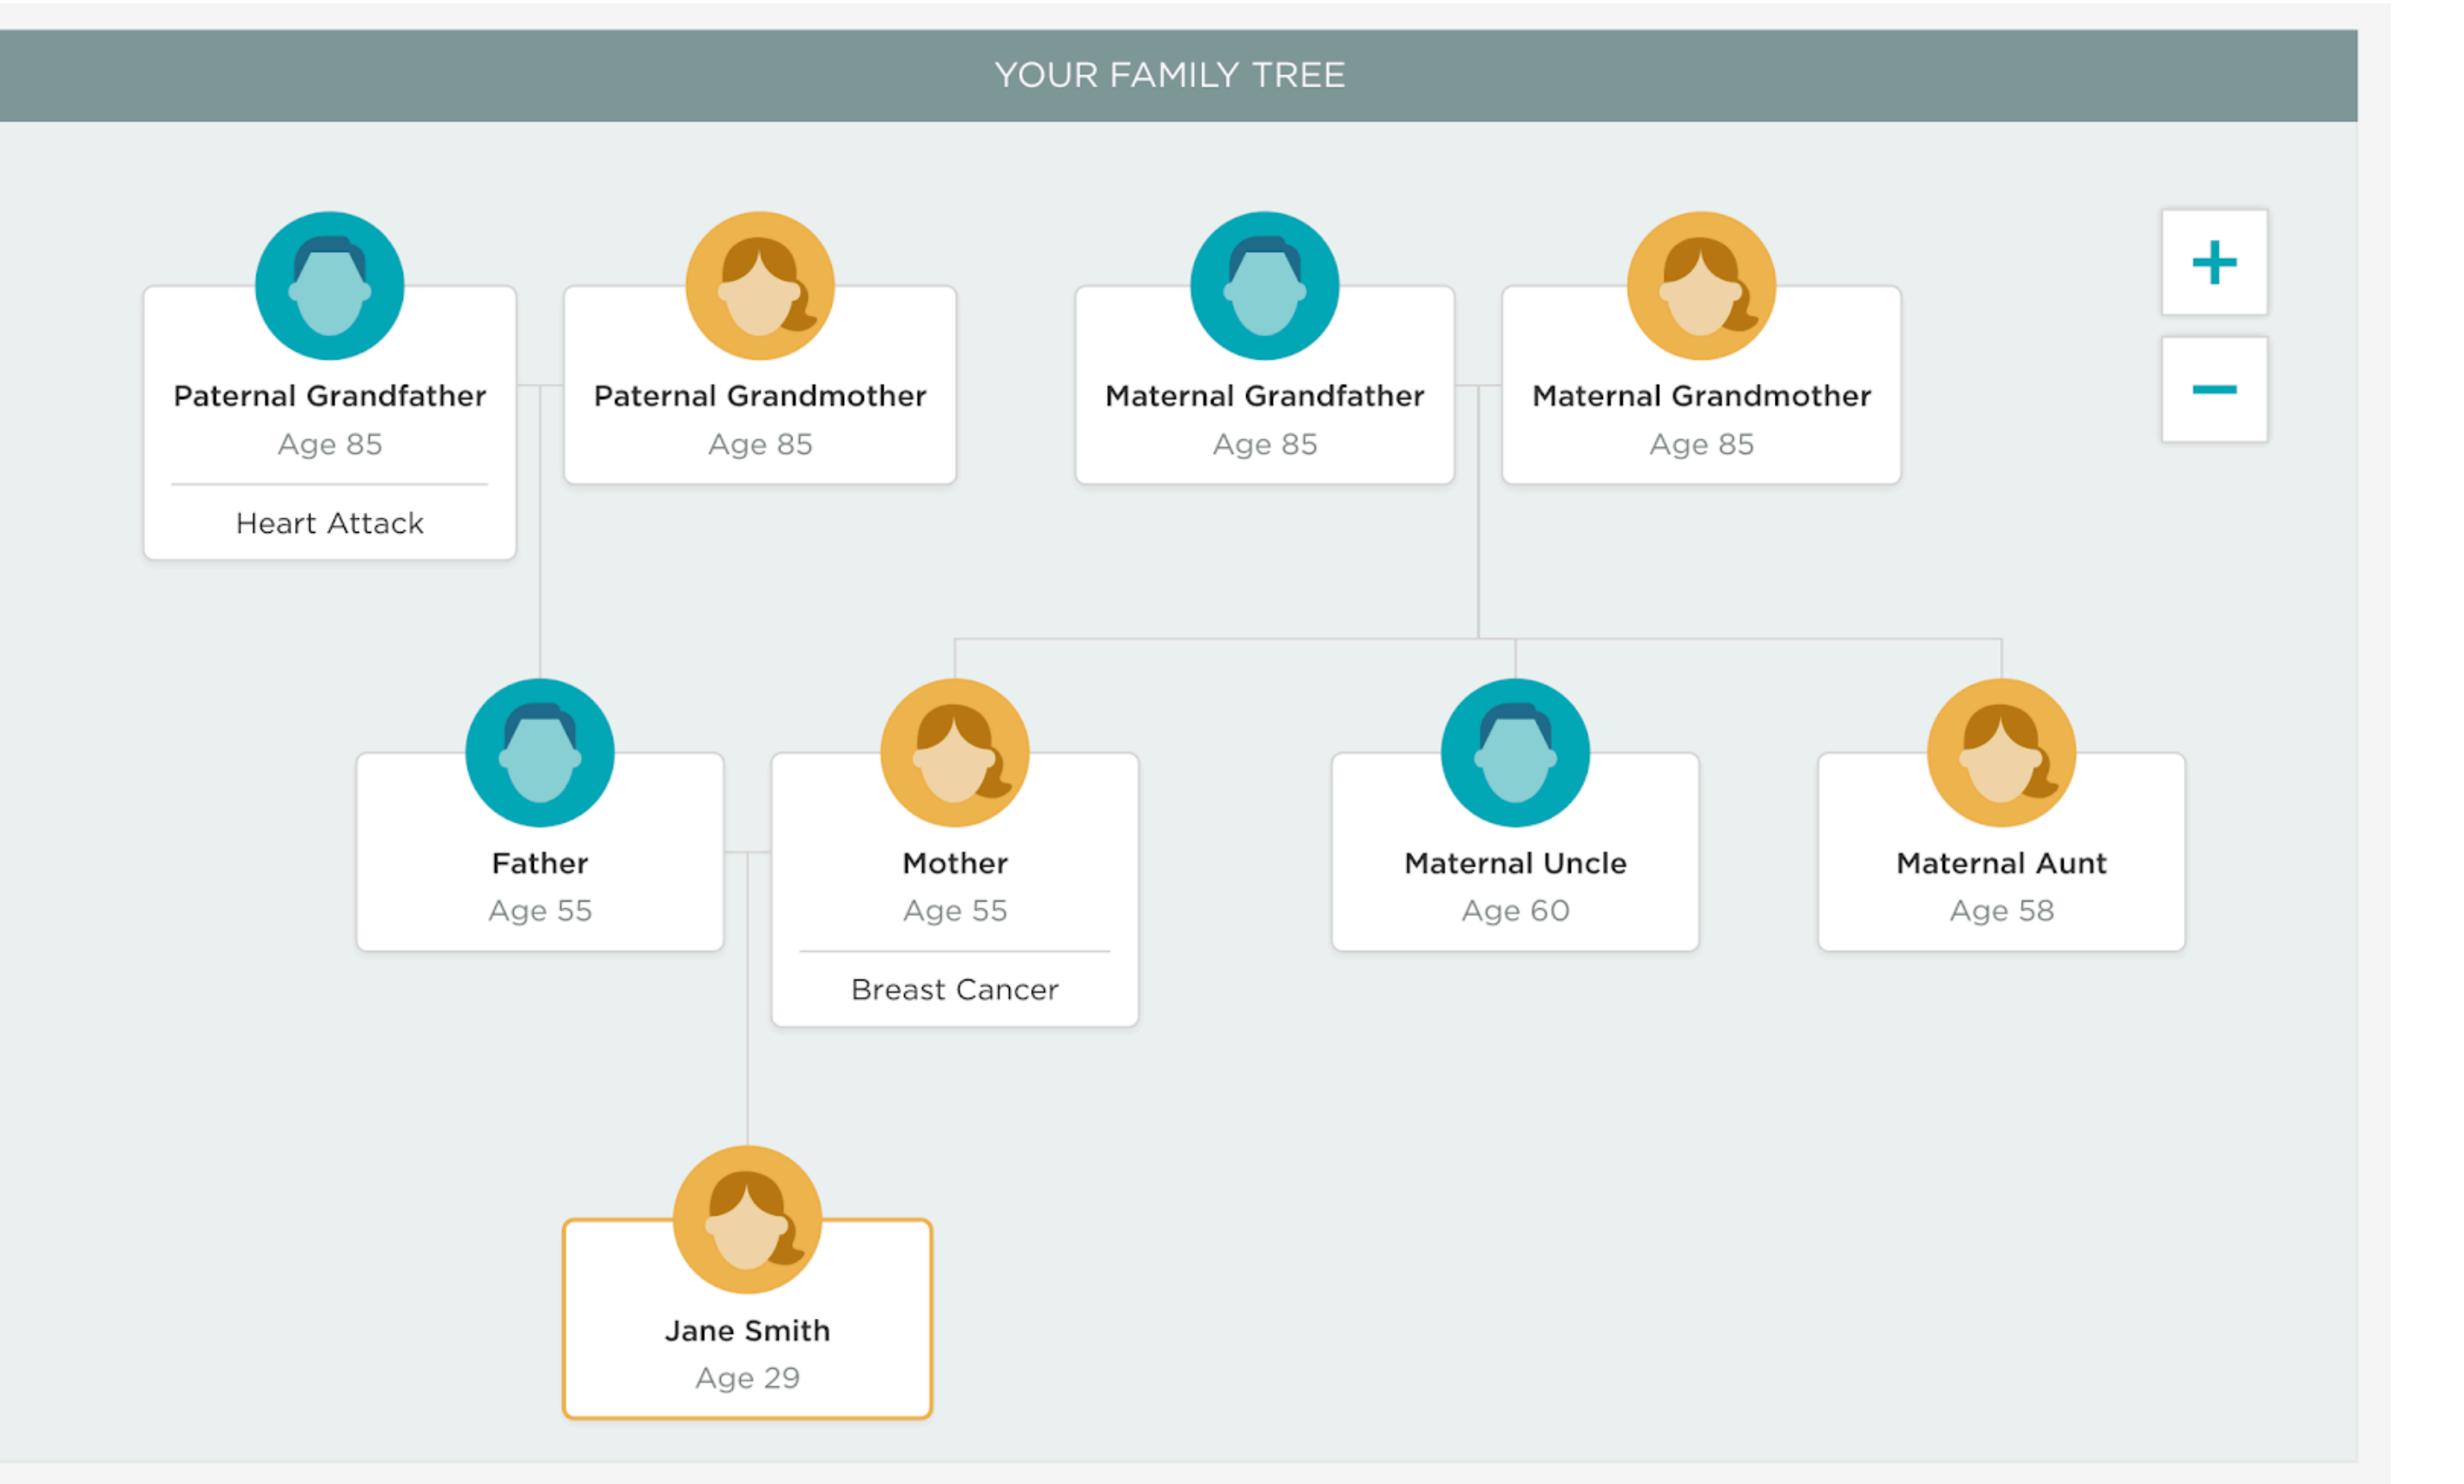 YOUR FAMILY TREE
Paternal Grandfather
Age 85
Heart Attack
Paternal Grandmother
Age 85
Maternal Grandfather
Age 85
Maternal Grandmother
Age 85
+
−
Father
Age 55
Mother
Age 55
Breast Cancer
Maternal Uncle
Age 60
Maternal Aunt
Age 58
Jane Smith
Age 29